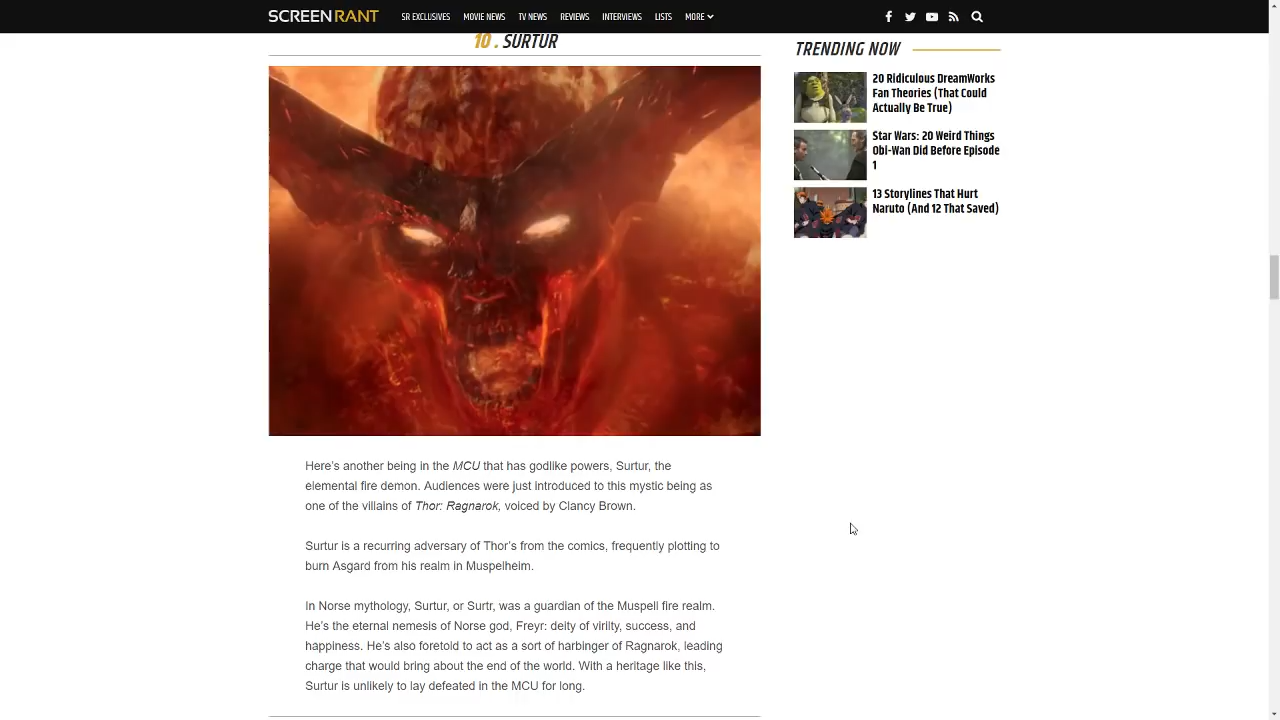 SCREENRANT SR EXCLUSIVES MOVIE NEWS TV NEWS REVIEWS INTERVIEWS LISTS MORE
10 . SURTUR
Here's another being in the MCU that has godlike powers, Surtur, the
elemental fire demon. Audiences were just introduced to this mystic being as
one of the villains of Thor: Ragnarok, voiced by Clancy Brown.
Surtur is a recurring adversary of Thor's from the comics, frequently plotting to
burn Asgard from his realm in Muspelheim.
In Norse mythology, Surtur, or Surtr, was a guardian of the Muspell fire realm.
He's the eternal nemesis of Norse god, Freyr: deity of virilty, success, and
happiness. He's also foretold to act as a sort of harbinger of Ragnarok, leading
charge that would bring about the end of the world. With a heritage like this,
Surtur is unlikely to lay defeated in the MCU for long.
TRENDING NOW
20 Ridiculous DreamWorks
Fan Theories (That Could
Actually Be True)
Star Wars: 20 Weird Things
Obi-Wan Did Before Episode
1
13 Storylines That Hurt
Naruto (And 12 That Saved)